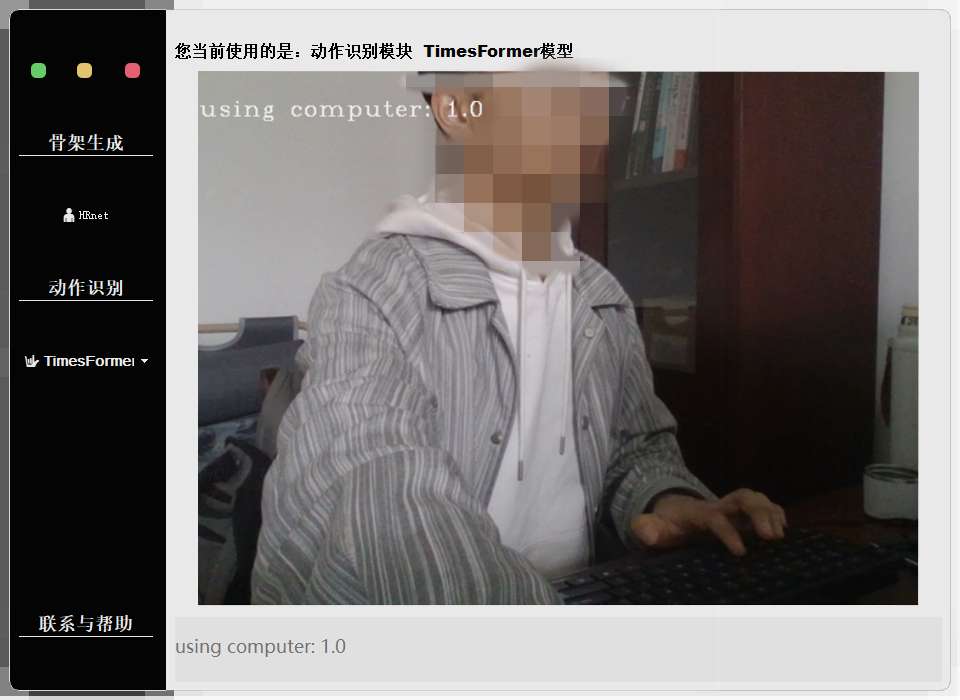 您当前使用的是：动作识别模块 TimesFormer模型
using computer: 1.0
骨架生成
HRnet
动作识别
TimesFormer
联系与帮助
using computer: 1.0